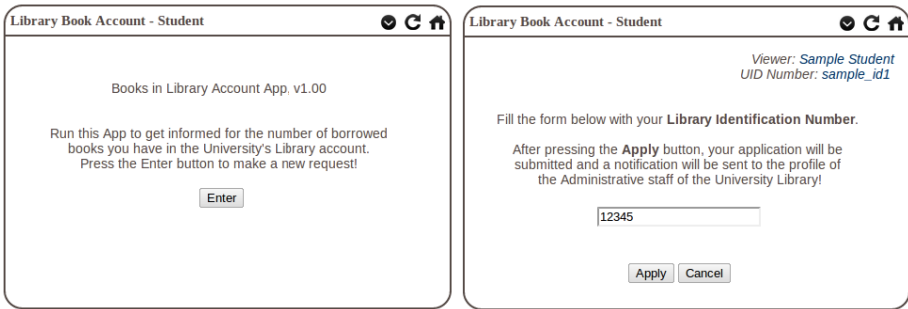 Library Book Account - Student
Books in Library Account App, v1.00
Run this App to get informed for the number of borrowed
books you have in the University's Library account.
Press the Enter button to make a new request!
Enter
Library Book Account - Student
Viewer: Sample Student
UID Number: sample_id1
Fill the form below with your Library Identification Number.
After pressing the Apply button, your application will be
submitted and a notification will be sent to the profile of
the Administrative staff of the University Library!
12345
Apply Cancel